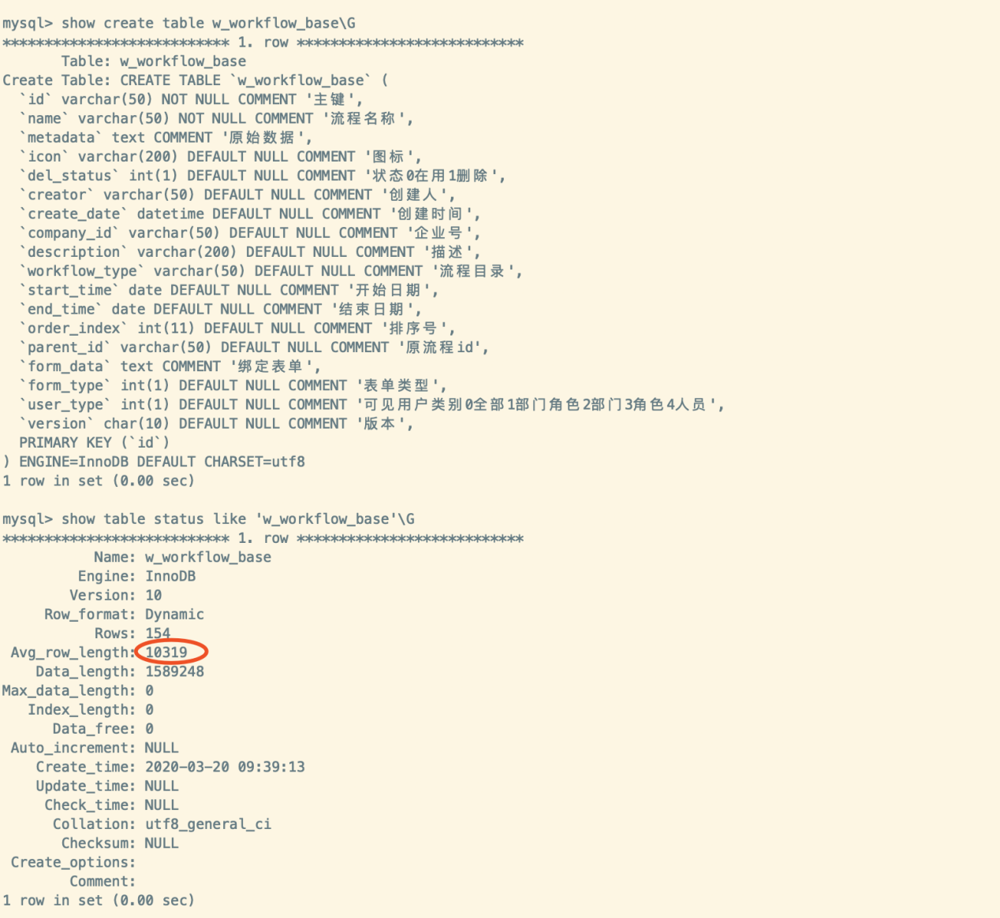 mysql> show create table w_workflow_base\G
*************************** 1. row ***************************
       Table: w_workflow_base
Create Table: CREATE TABLE `w_workflow_base` (
  `id` varchar(50) NOT NULL COMMENT '主键',
  `name` varchar(50) NOT NULL COMMENT '流程名称',
  `metadata` text COMMENT '原始数据',
  `icon` varchar(200) DEFAULT NULL COMMENT '图标',
  `del_status` int(1) DEFAULT NULL COMMENT '状态0在用1删除',
  `creator` varchar(50) DEFAULT NULL COMMENT '创建人',
  `create_date` datetime DEFAULT NULL COMMENT '创建时间',
  `company_id` varchar(50) DEFAULT NULL COMMENT '企业号',
  `description` varchar(200) DEFAULT NULL COMMENT '描述',
  `workflow_type` varchar(50) DEFAULT NULL COMMENT '流程目录',
  `start_time` date DEFAULT NULL COMMENT '开始日期',
  `end_time` date DEFAULT NULL COMMENT '结束日期',
  `order_index` int(11) DEFAULT NULL COMMENT '排序号',
  `parent_id` varchar(50) DEFAULT NULL COMMENT '原流程id',
  `form_data` text COMMENT '绑定表单',
  `form_type` int(1) DEFAULT NULL COMMENT '表单类型',
  `user_type` int(1) DEFAULT NULL COMMENT '可见用户类别0全部1部门角色2部门3角色4人员',
  `version` char(10) DEFAULT NULL COMMENT '版本',
  PRIMARY KEY (`id`)
) ENGINE=InnoDB DEFAULT CHARSET=utf8
1 row in set (0.00 sec)

mysql> show table status like 'w_workflow_base'\G
*************************** 1. row ***************************
           Name: w_workflow_base
         Engine: InnoDB
        Version: 10
     Row_format: Dynamic
           Rows: 154
 Avg_row_length: 10319
    Data_length: 1589248
Max_data_length: 0
   Index_length: 0
      Data_free: 0
 Auto_increment: NULL
    Create_time: 2020-03-20 09:39:13
    Update_time: NULL
     Check_time: NULL
      Collation: utf8_general_ci
       Checksum: NULL
 Create_options:
        Comment:
1 row in set (0.00 sec)